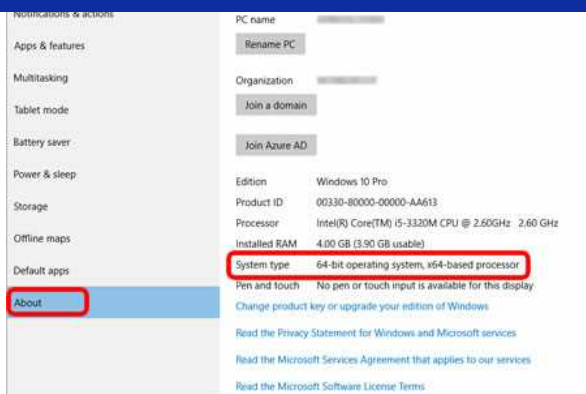 Notifications & actions
Apps & features
Multitasking
Tablet mode
Battery saver
Power & sleep
Storage
Offline maps
Default apps
About
PC name
Rename PC
Organization
Join a domain
Join Azure AD
Edition Windows 10 Pro
Product ID 00330-80000-00000-AA613
Processor Intel(R) Core(TM) i5-3320M CPU @ 2.60GHz 2.60 GHz
Installed RAM 4.00 GB (3.90 GB usable)
System type 64-bit operating system, x64-based processor
Pen and touch No pen or touch input is available for this display
Change product key or upgrade your edition of Windows
Read the Privacy Statement for Windows and Microsoft services
Read the Microsoft Services Agreement that applies to our services
Read the Microsoft Software License Terms